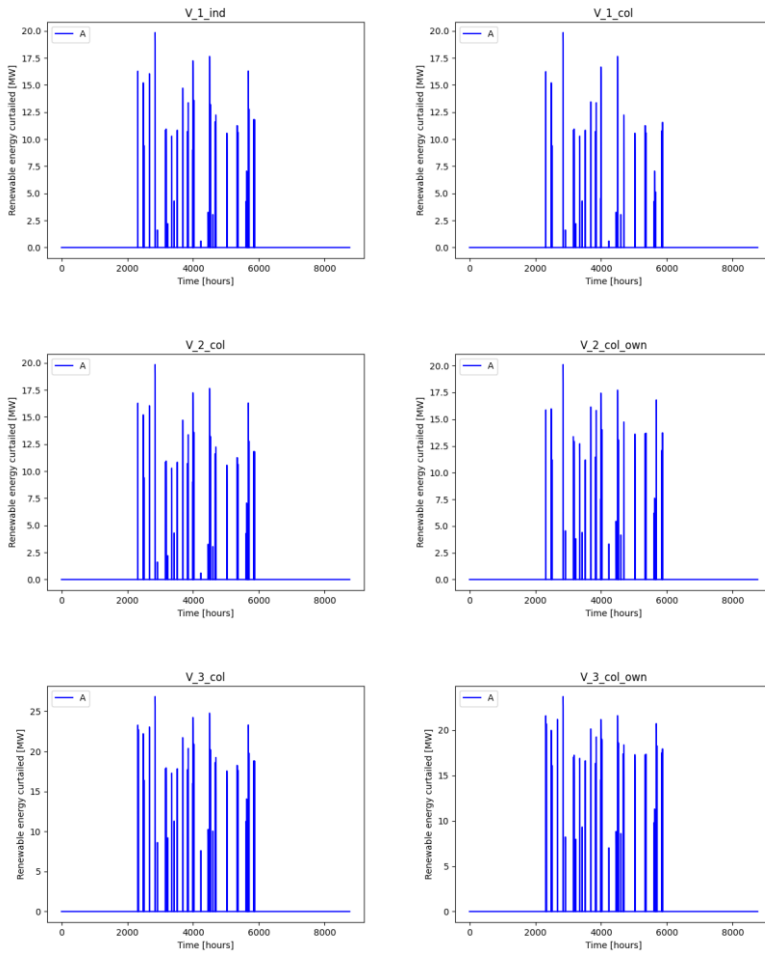 V_1_ind
A
Renewable energy curtailed [MW]
20.0
17.5
15.0
12.5
10.0
7.5
5.0
2.5
0.0
0 2000 4000 6000 8000
Time [hours]
V_1_col
A
Renewable energy curtailed [MW]
20.0
17.5
15.0
12.5
10.0
7.5
5.0
2.5
0.0
0 2000 4000 6000 8000
Time [hours]
V_2_col
A
Renewable energy curtailed [MW]
20.0
17.5
15.0
12.5
10.0
7.5
5.0
2.5
0.0
0 2000 4000 6000 8000
Time [hours]
V_2_col_own
A
Renewable energy curtailed [MW]
20.0
17.5
15.0
12.5
10.0
7.5
5.0
2.5
0.0
0 2000 4000 6000 8000
Time [hours]
V_3_col
A
Renewable energy curtailed [MW]
25
20
15
10
5
0
0 2000 4000 6000 8000
Time [hours]
V_3_col_own
A
Renewable energy curtailed [MW]
20
15
10
5
0
0 2000 4000 6000 8000
Time [hours]